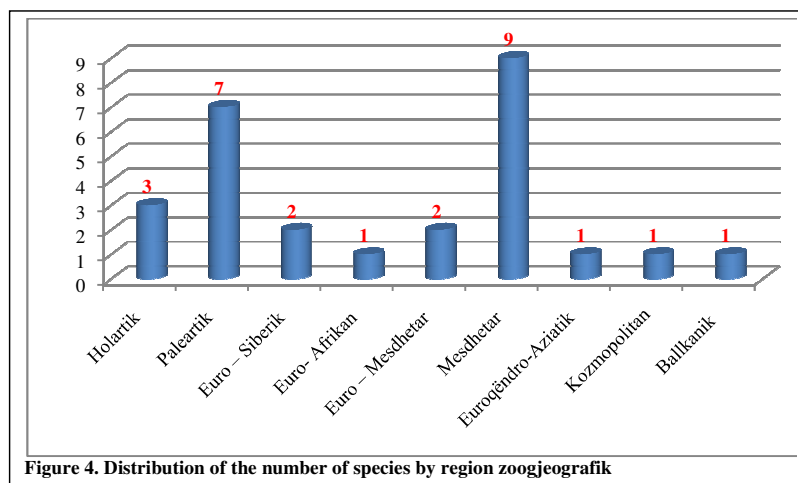 9
8
7
6
5
4
3
2
1
0
3
7
2
1
2
9
1
1
1
Holartik
Paleartik
Euro – Siberik
Euro- Afrikan
Euro – Mesdhetar
Mesdhetar
Euroqëndro-Aziatik
Kozmopolitan
Ballkanik
Figure 4. Distribution of the number of species by region zoogjeografik